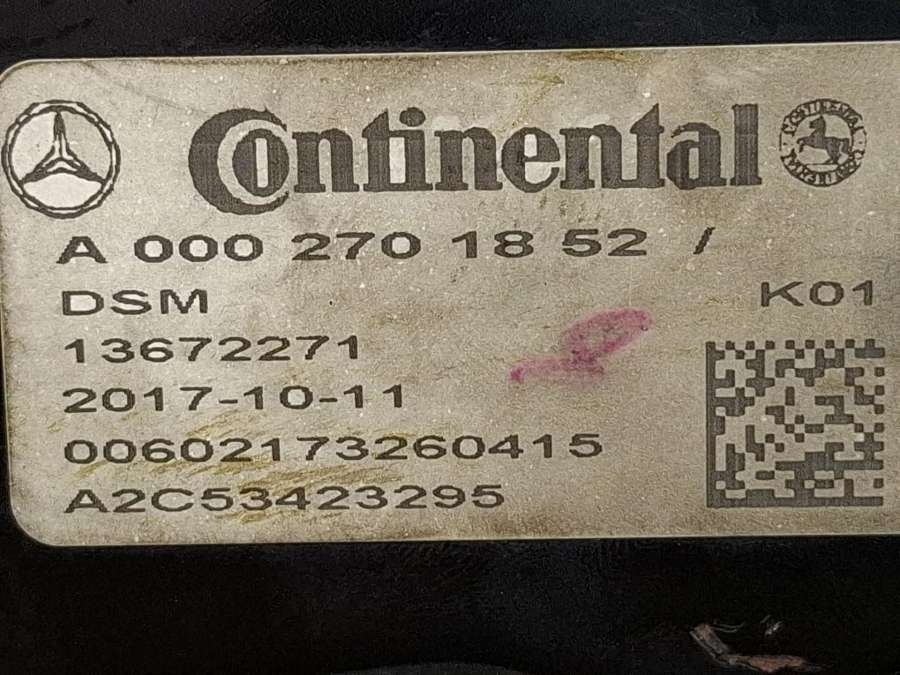 Continental
A 000 270 18 52 /
DSM
K01
13672271
2017-10-11
00602173260415
A2C53423295